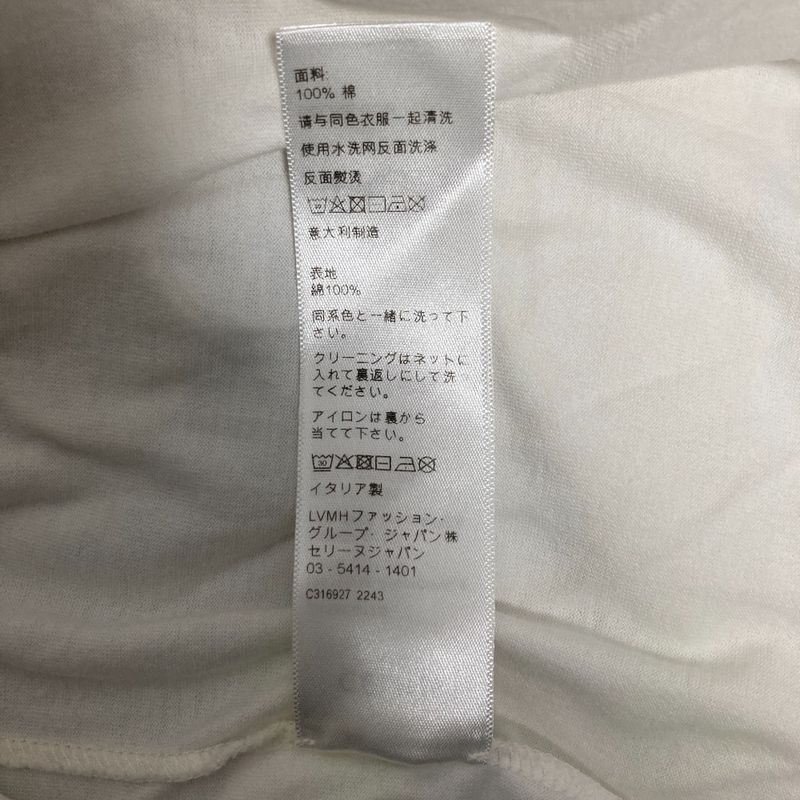 面料:
100% 棉
请与同色衣服一起清洗
使用水洗网反面洗涤
反面熨烫
意大利制造
表地
綿100%
同系色と一緒に洗って下
さい。
クリーニングはネットに
入れて裏返しにして洗っ
てください。
アイロンは裏から
当てて下さい。
30
イタリア製
LVMHファッション・
グループ・ジャパン㈱
セリーヌジャパン
03 - 5414 - 1401
C316927 2243